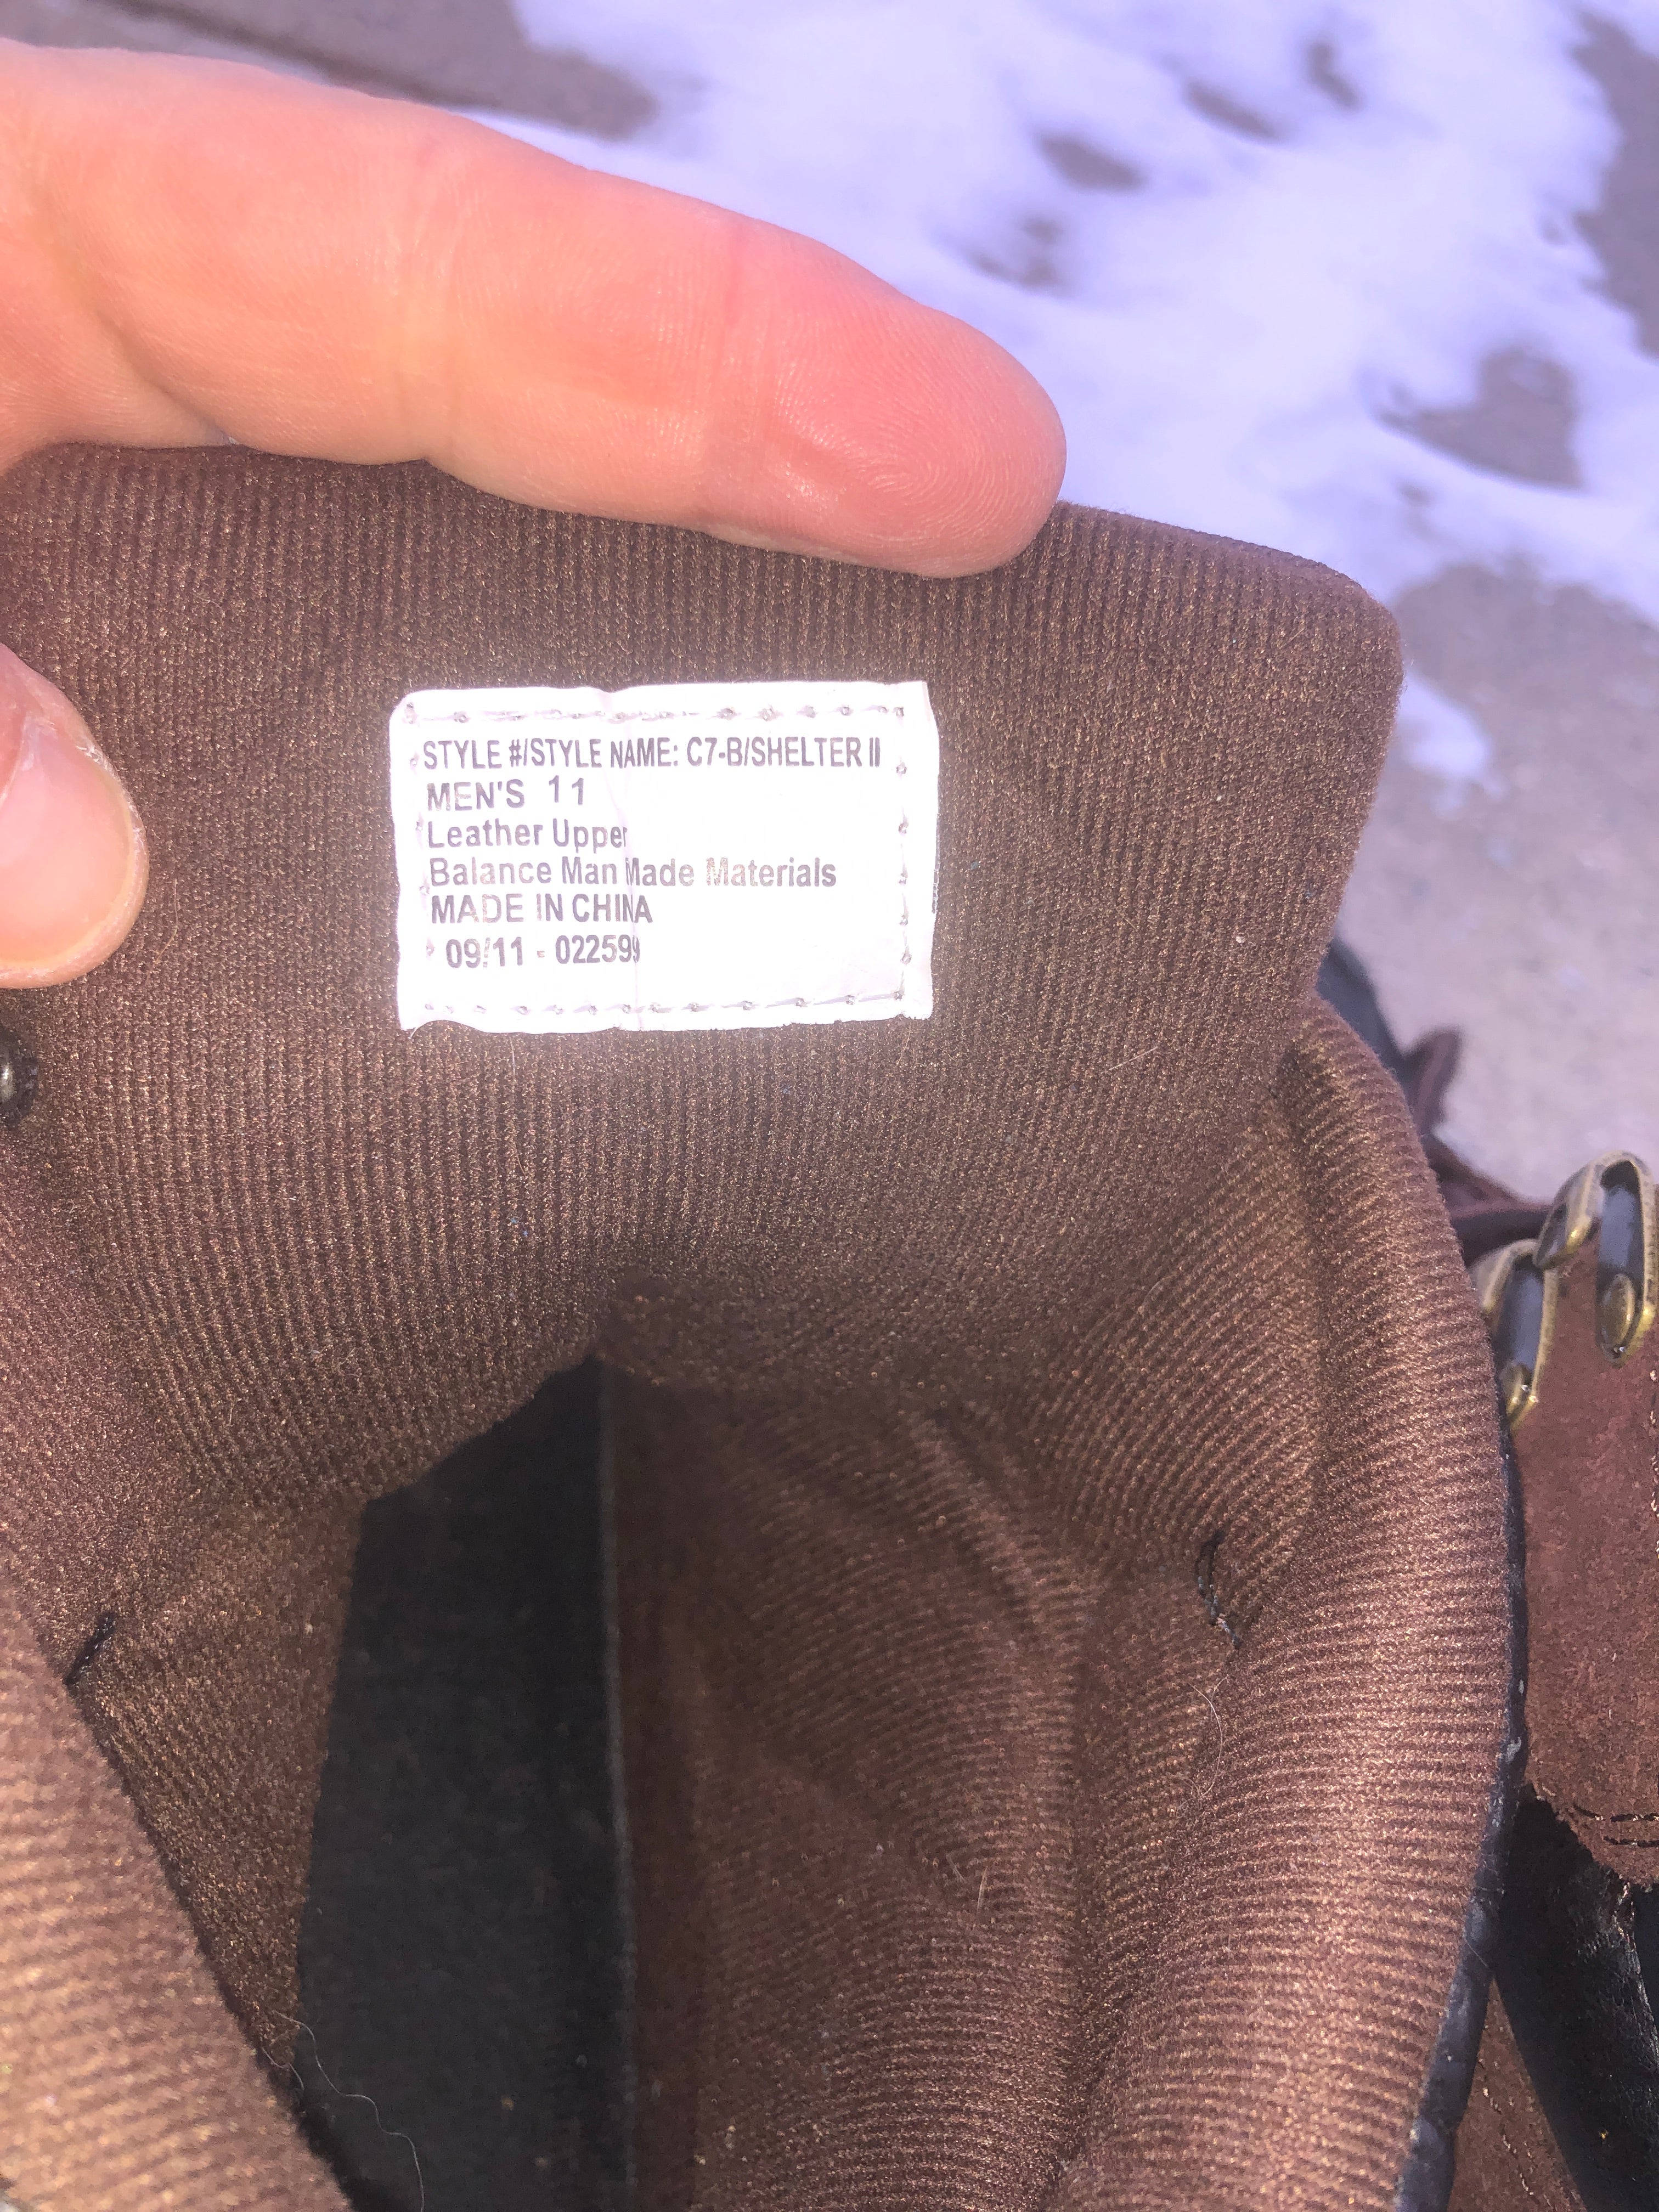 STYLE #/STYLE NAME: C7-B/SHELTER II
MEN'S 11
Leather Upper
Balance Man Made Materials
MADE IN CHINA
09/11 - 022599